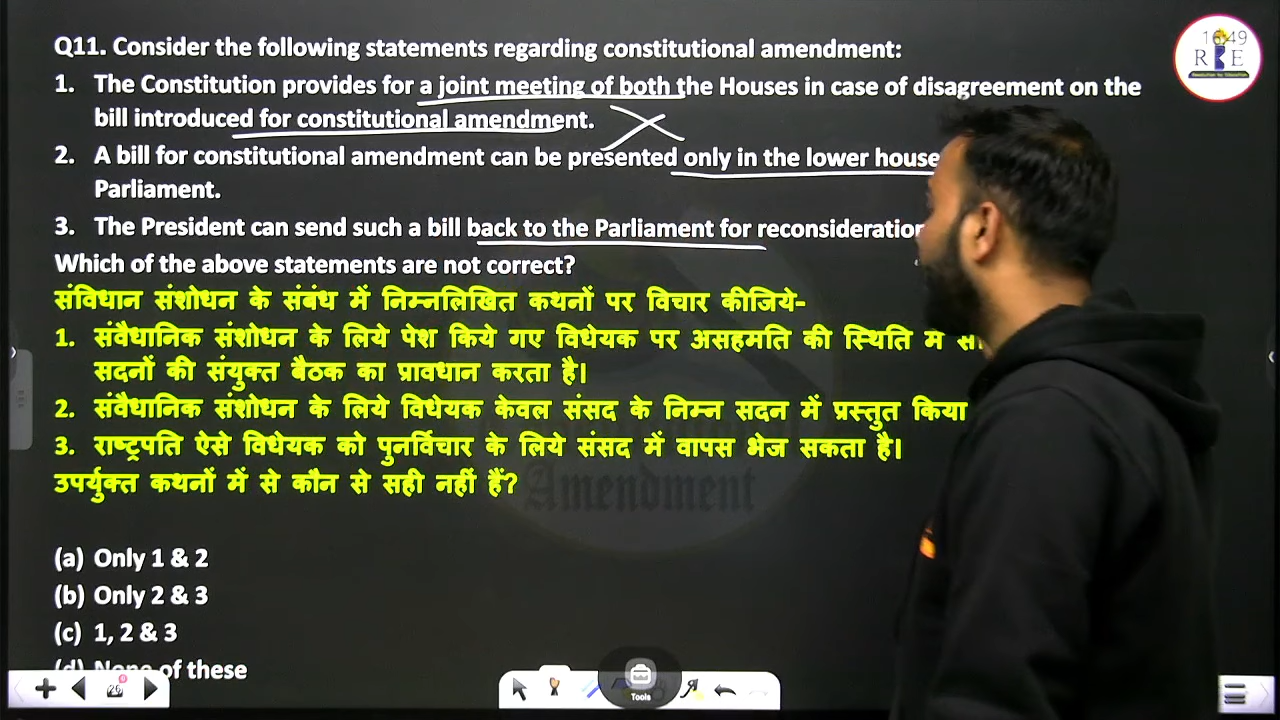 Q11. Consider the following statements regarding constitutional amendment:
1. The Constitution provides for a joint meeting of both the Houses in case of disagreement on the
bill introduced for constitutional amendment.
2. A bill for constitutional amendment can be presented only in the lower house
Parliament.
3. The President can send such a bill back to the Parliament for
Which of the above statements are not correct?
संविधान संशोधन के संबंध में निम्नलिखित कथनों पर विचार कीजिये-
1. संवैधानिक संशोधन के लिये पेश किये गए विधेयक पर असहमति की स्थिति में
सदनों की संयुक्त बैठक का प्रावधान करता है।
2. संवैधानिक संशोधन के लिये विधेयक केवल संसद के निम्न सदन में प्रस्तुत किया
3. राष्ट्रपति ऐसे विधेयक को पुनर्विचार के लिये संसद में वापस भेज सकता है।
उपर्युक्त कथनों में से कौन से सही नहीं हैं?
Amendment
(a) Only 1 & 2
(b) Only 2 & 3
(c) 1, 2 & 3
(d) None of these
Tools
R E